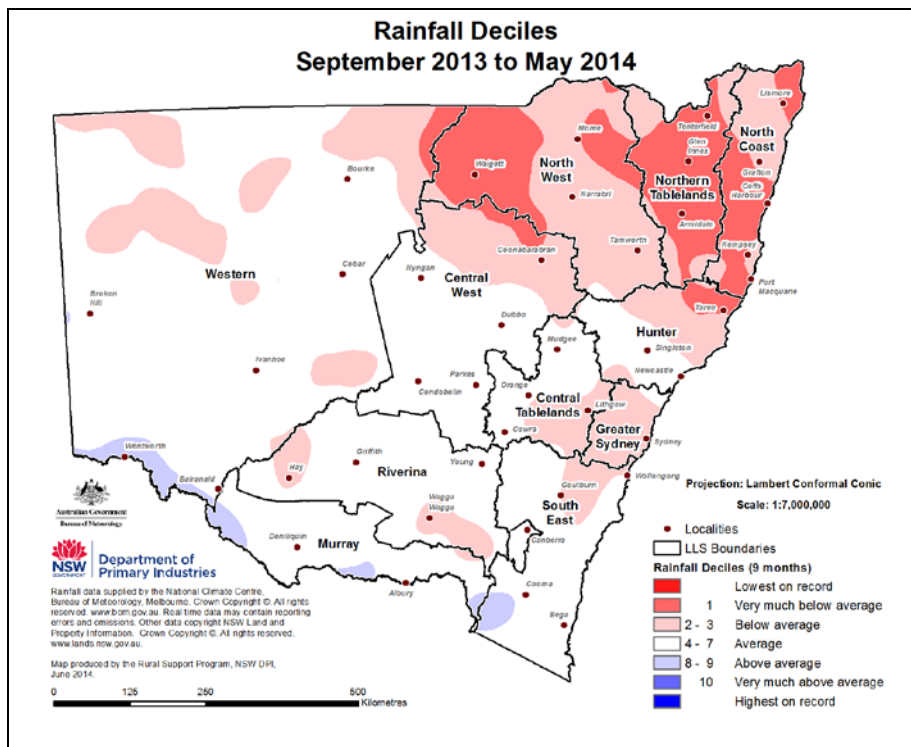 Rainfall Deciles
September 2013 to May 2014
Lismore
Tenterfield
North
Coast
Moree
Glen
Innes
Walgett
North
West
Grafton
Northern
Tablelands
Coffs
Harbour
Bourke
Narrabri
Armidale
Coonabarabran
Tamworth
Kempsey
Western
Cobar
Nyngan
Central
West
Port
Macquarie
Broken
Hill
Taree
Dubbo
Hunter
Mudgee
Singleton
Ivanhoe
Newcastle
Parkes
Orange
Condobolin
Central
Tablelands
Lithgow
Cowra
Greater
Sydney
Sydney
Wentworth
Griffith
Young
Hay
Riverina
Wollongong
Balranald
Goulburn
Wagga
Wagga
South
East
Deniliquin
Murray
Canberra
Albury
Cooma
Bega
Australian Government
Bureau of Meteorology
NSW
GOVERNMENT
Department of
Primary Industries
Rainfall data supplied by the National Climate Centre,
Bureau of Meteorology, Melbourne. Crown Copyright ©. All rights
reserved. www.bom.gov.au. Real time data may contain reporting
errors and omissions. Other data copyright NSW Land and
Property Information. Crown Copyright ©. All rights reserved.
www.lands.nsw.gov.au.
Map produced by the Rural Support Program, NSW DPI,
June 2014.
0 125 250 500
Kilometres
Projection: Lambert Conformal Conic
Scale: 1:7,000,000
Localities
LLS Boundaries
Rainfall Deciles (9 months)
Lowest on record
1 Very much below average
2 - 3 Below average
4 - 7 Average
8 - 9 Above average
10 Very much above average
Highest on record